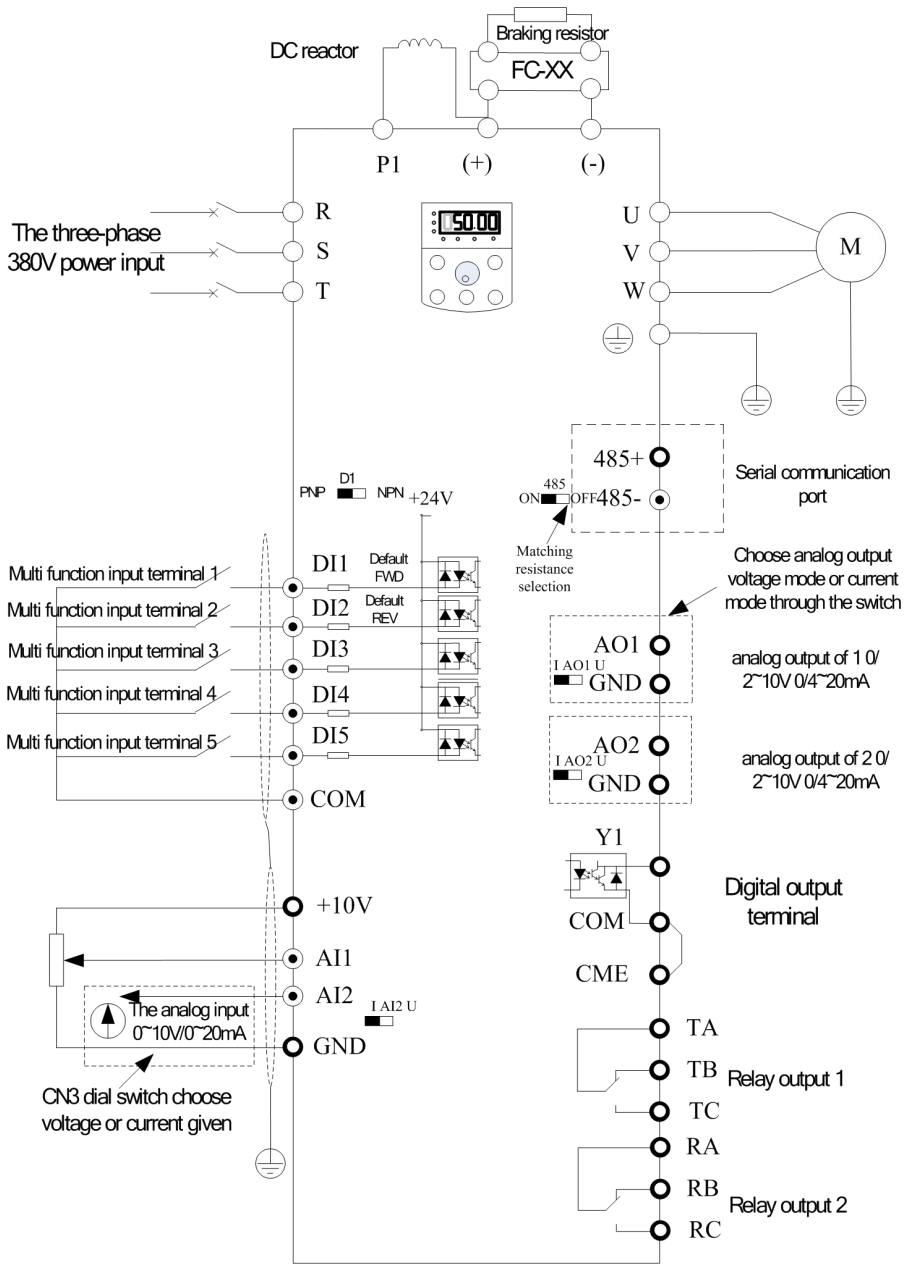 Braking resistor
DC reactor
FC-XX
P1
(+)
(-)
The three-phase
380V power input
R
S
T
50.00
U
V
W
M
485+
ON 485 OFF
485-
Serial communication
port
Matching
resistance
selection
PNP D1 NPN
+24V
Multi function input terminal 1
DI1
Default
FWD
Multi function input terminal 2
DI2
Default
REV
Multi function input terminal 3
DI3
Multi function input terminal 4
DI4
Multi function input terminal 5
DI5
COM
Choose analog output
voltage mode or current
mode through the switch
AO1
I AO1 U
GND
analog output of 1 0/
2~10V 0/4~20mA
AO2
I AO2 U
GND
analog output of 2 0/
2~10V 0/4~20mA
Y1
COM
CME
Digital output
terminal
+10V
AI1
AI2
I AI2 U
GND
The analog input
0~10V/0~20mA
CN3 dial switch choose
voltage or current given
TA
TB
TC
Relay output 1
RA
RB
RC
Relay output 2